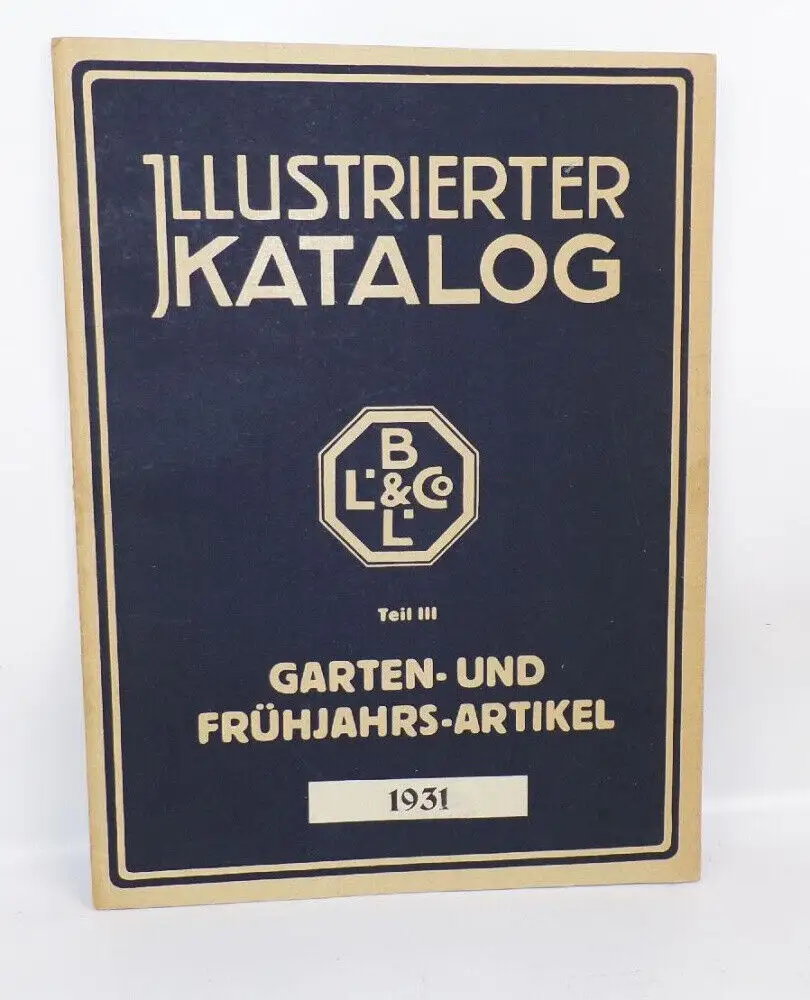 JLLUSTRIERTER
KATALOG
B
L. & Co
L.
Teil III
GARTEN- UND
FRÜHJAHRS-ARTIKEL
1931